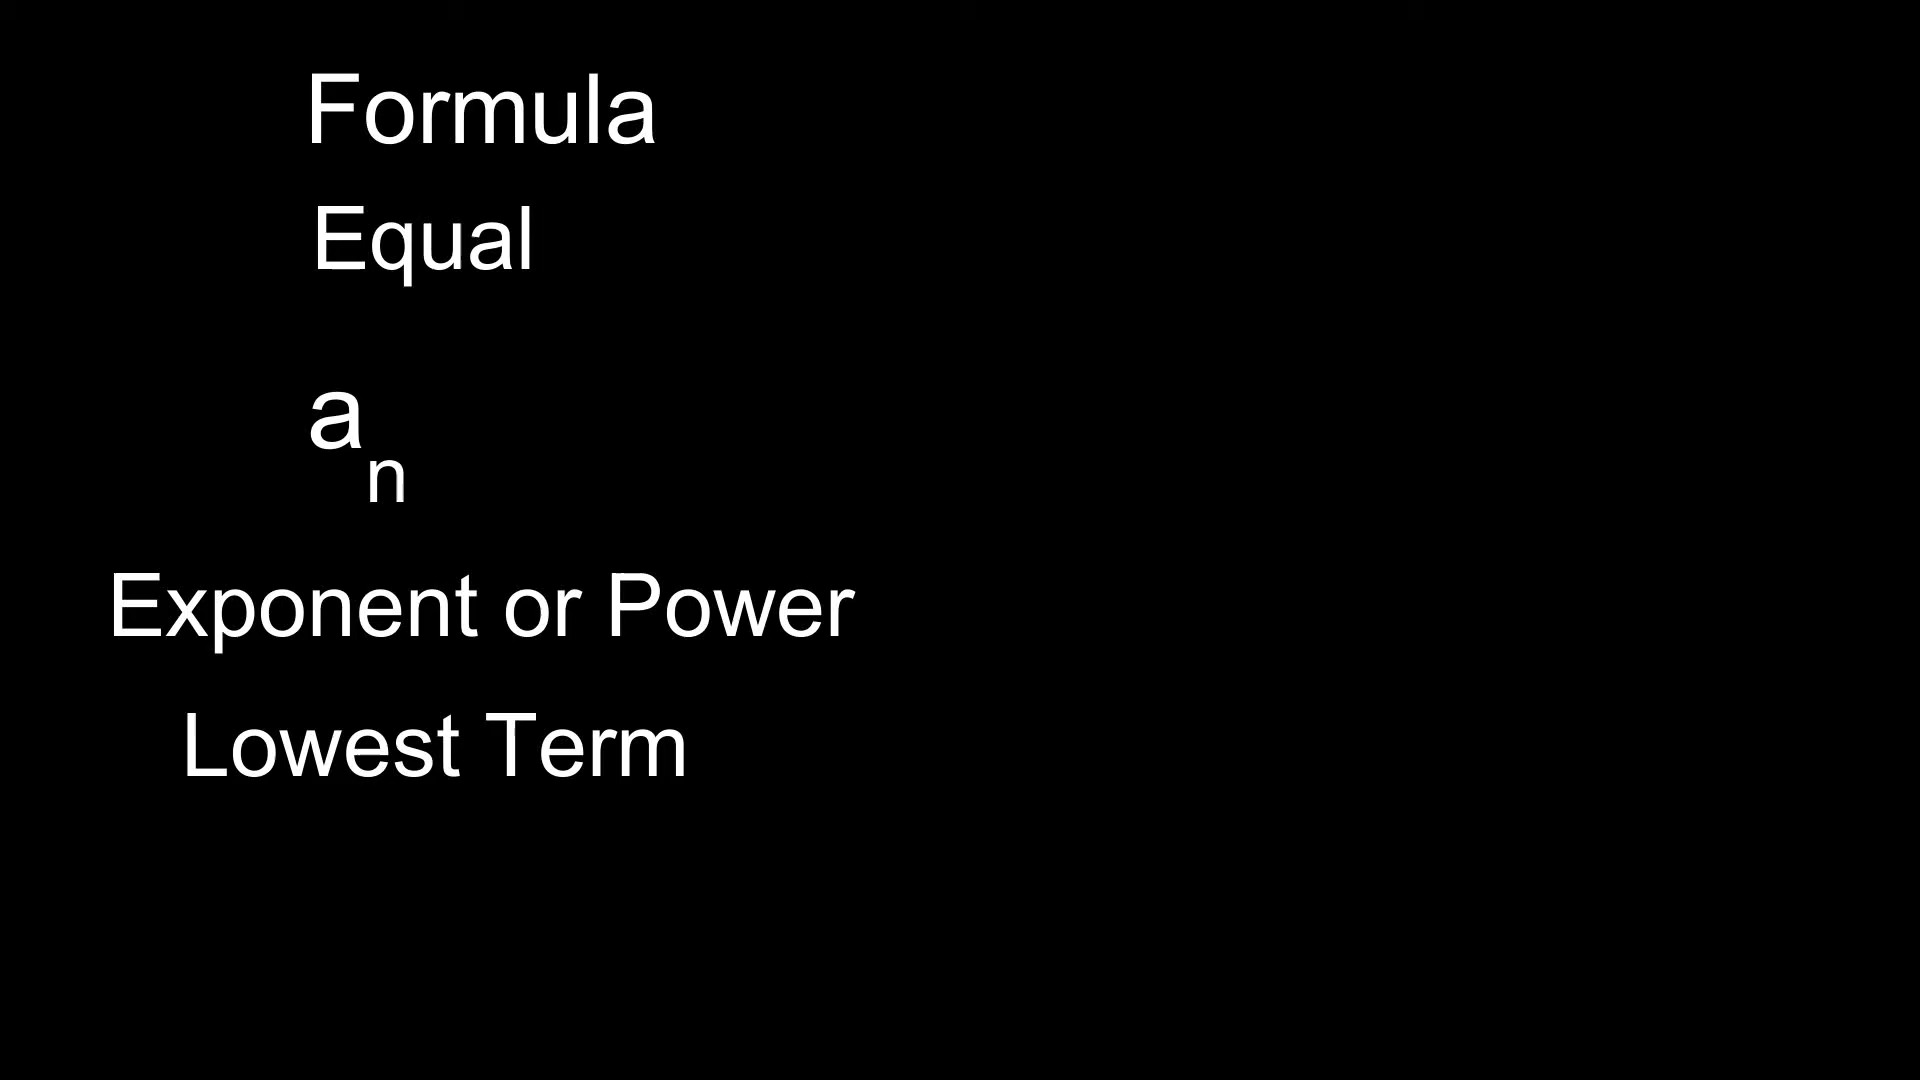 Formula
Equal
a
n
Exponent or Power
Lowest Term